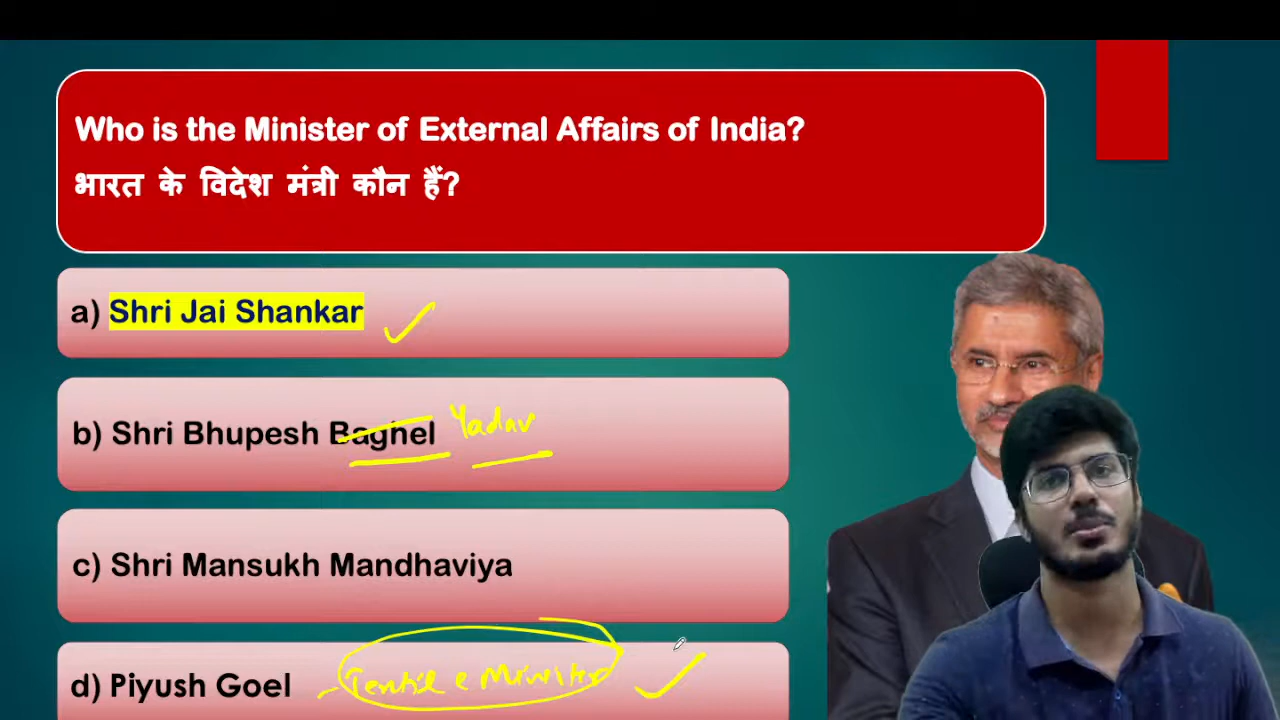 Who is the Minister of External Affairs of India?
भारत के विदेश मंत्री कौन हैं?
a) Shri Jai Shankar
b) Shri Bhupesh Baghel Yadav
c) Shri Mansukh Mandhaviya
d) Piyush Goel Textile Minister